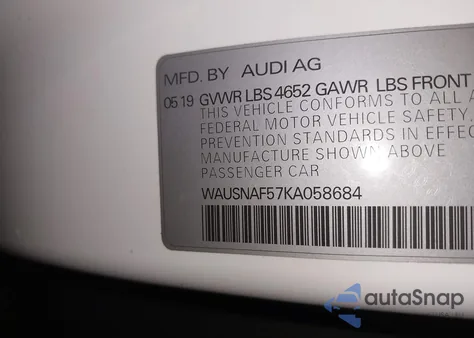 MFD. BY AUDI AG
05 19 GVWR LBS 4652 GAWR LBS FRONT
THIS VEHICLE CONFORMS TO ALL A
FEDERAL MOTOR VEHICLE SAFETY,
PREVENTION STANDARDS IN EFFEC
MANUFACTURE SHOWN ABOVE
PASSENGER CAR
WAUSNAF57KA058684
autaSnap